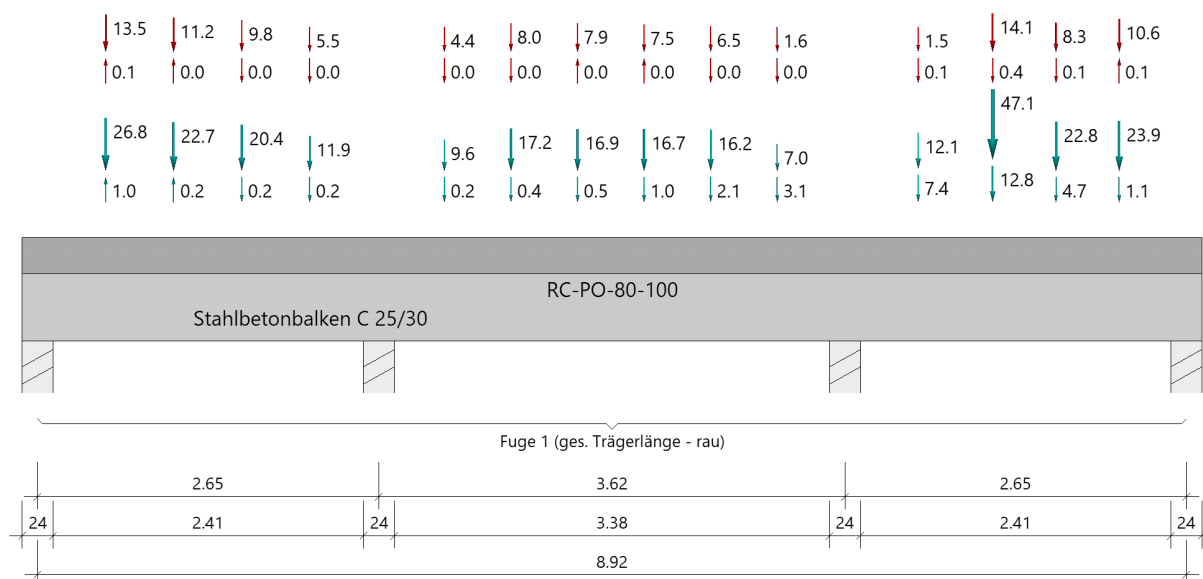 13.5 11.2 9.8 5.5 4.4 8.0 7.9 7.5 6.5 1.6 1.5 14.1 8.3 10.6
0.1 0.0 0.0 0.0 0.0 0.0 0.0 0.0 0.0 0.0 0.1 0.4 0.1 0.1
26.8 22.7 20.4 11.9 9.6 17.2 16.9 16.7 16.2 7.0 12.1 47.1 22.8 23.9
1.0 0.2 0.2 0.2 0.2 0.4 0.5 1.0 2.1 3.1 7.4 12.8 4.7 1.1
RC-PO-80-100
Stahlbetonbalken C 25/30
Fuge 1 (ges. Trägerlänge - rau)
2.65 3.62 2.65
24 2.41 24 3.38 24 2.41 24
8.92